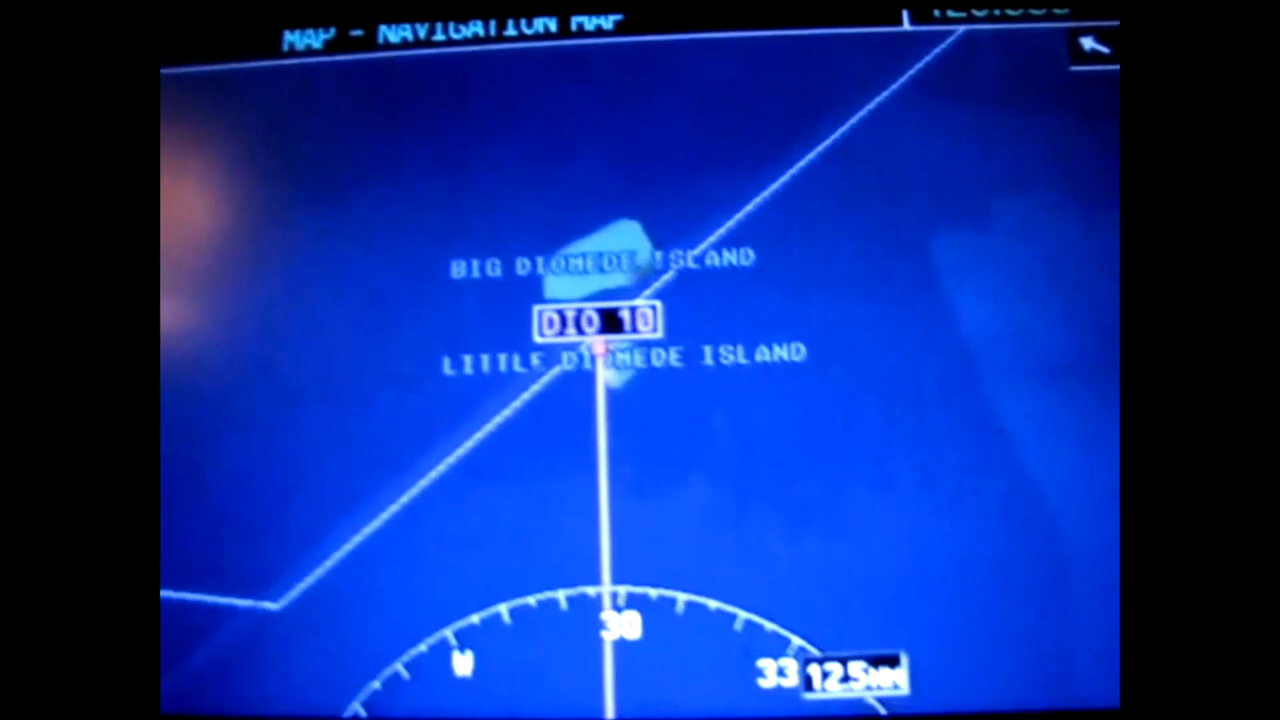 MAP - NAVIGATION MAP
BIG DIOMEDE ISLAND
DIO 10
LITTLE DIOMEDE ISLAND
30
W
33
12.5NM